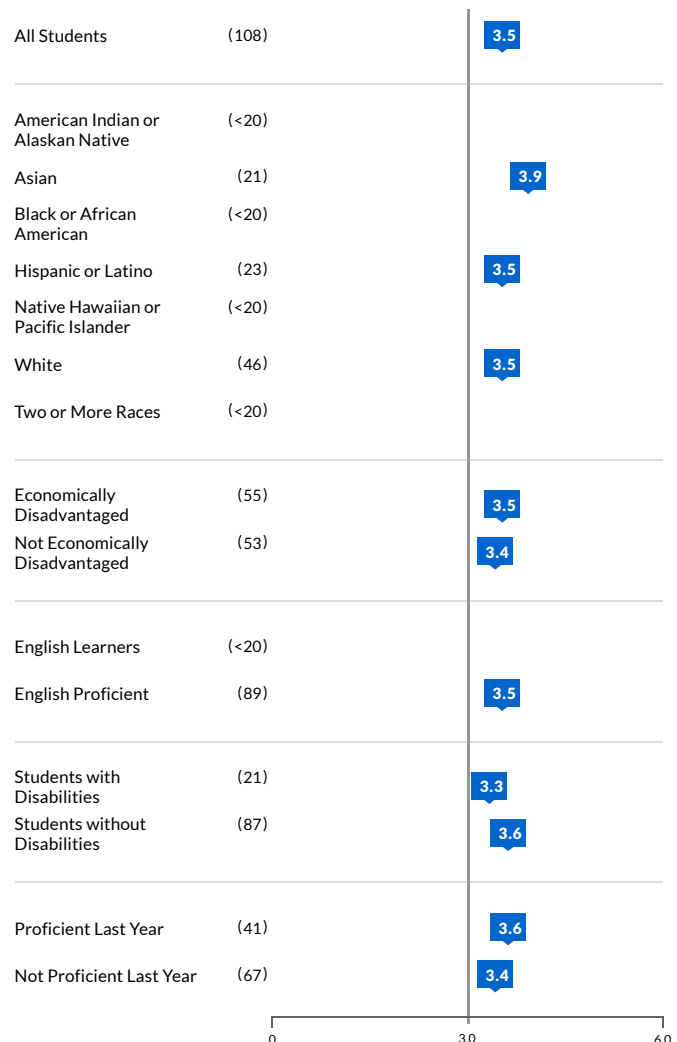 All Students (108) 3.5
American Indian or (<20)
Alaskan Native
Asian (21) 3.9
Black or African (<20)
American
Hispanic or Latino (23) 3.5
Native Hawaiian or (<20)
Pacific Islander
White (46) 3.5
Two or More Races (<20)
Economically (55) 3.5
Disadvantaged
Not Economically (53) 3.4
Disadvantaged
English Learners (<20)
English Proficient (89) 3.5
Students with (21) 3.3
Disabilities
Students without (87) 3.6
Disabilities
Proficient Last Year (41) 3.6
Not Proficient Last Year (67) 3.4
0 3.0 6.0